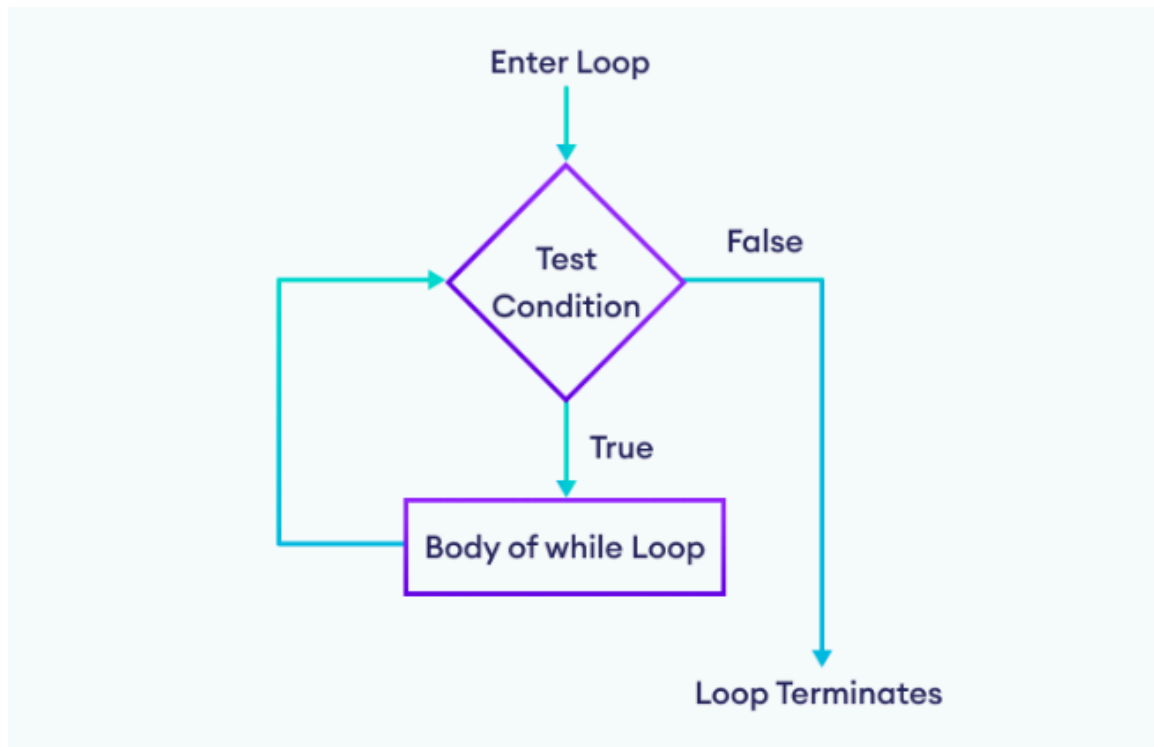 Enter Loop
False
Test
Condition
True
Body of while Loop
Loop Terminates